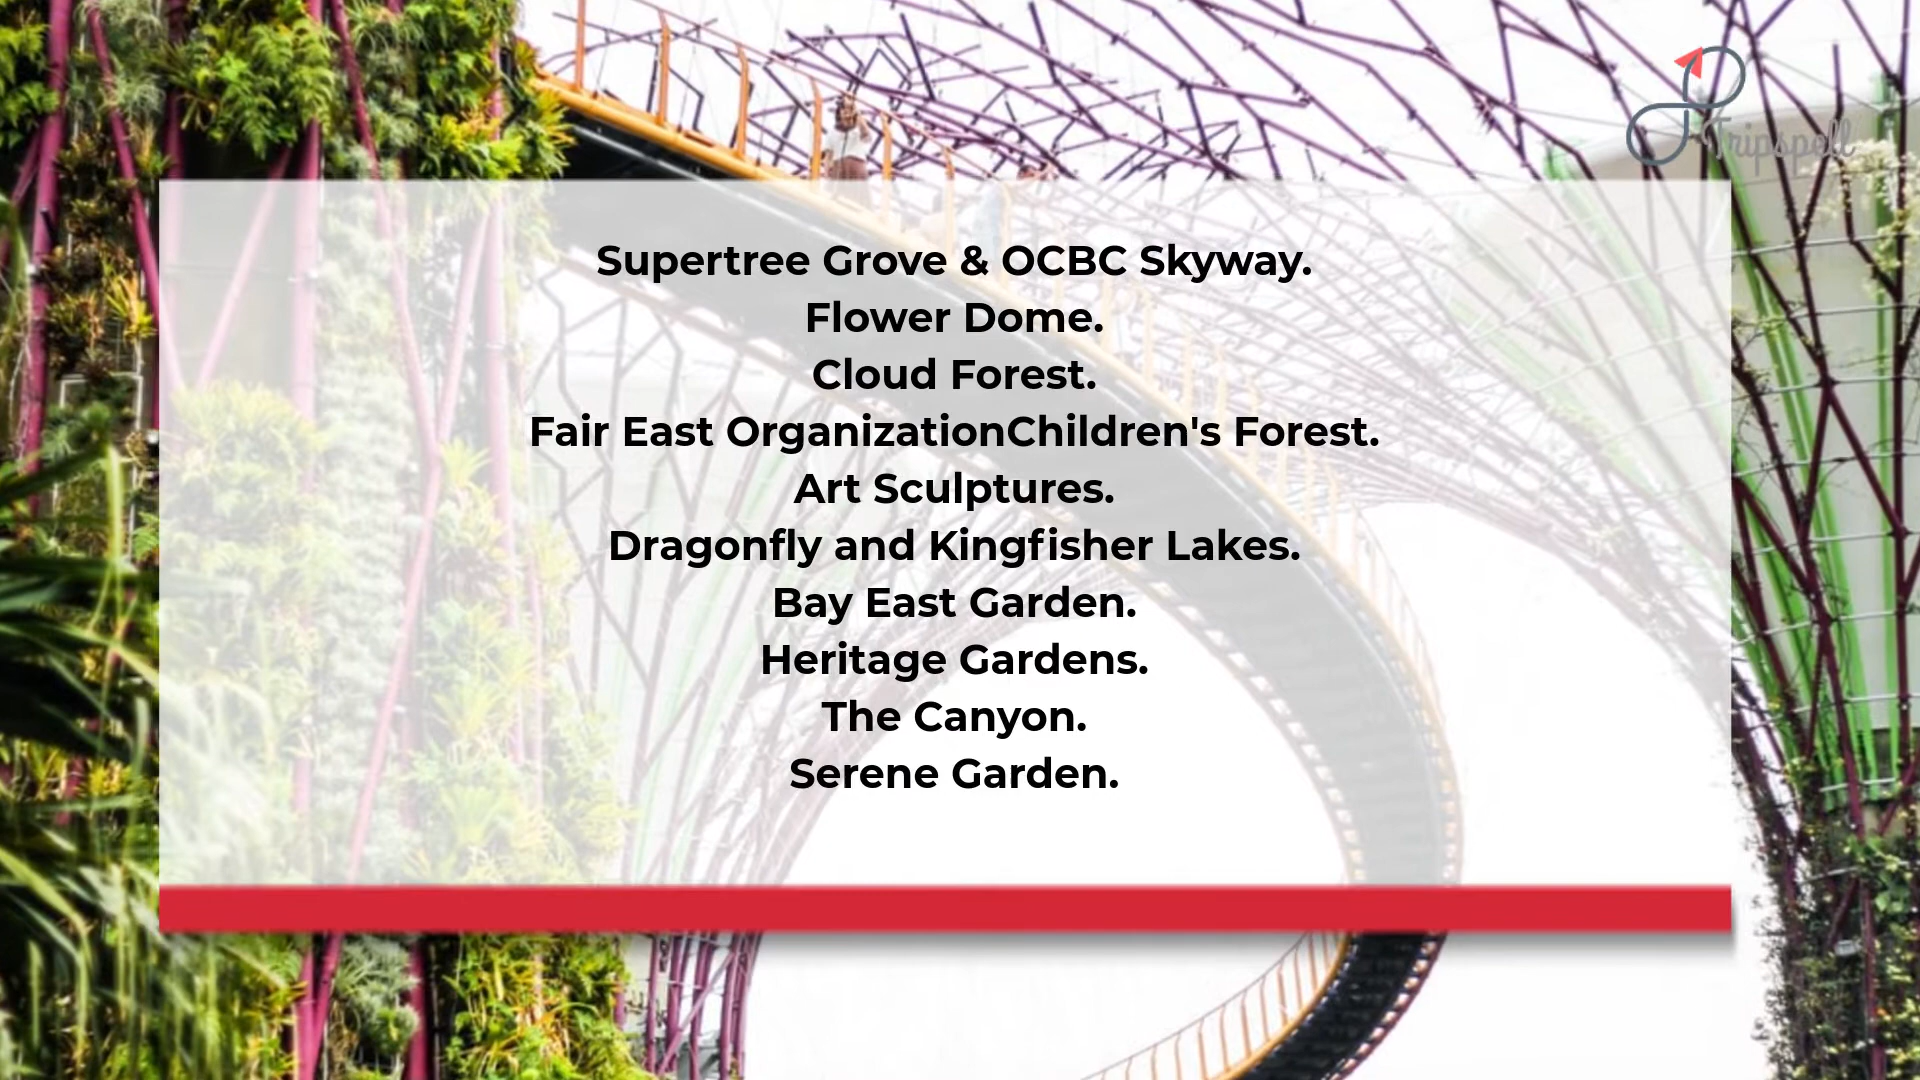 Tripspell
Supertree Grove & OCBC Skyway.
Flower Dome.
Cloud Forest.
Fair East OrganizationChildren's Forest.
Art Sculptures.
Dragonfly and Kingfisher Lakes.
Bay East Garden.
Heritage Gardens.
The Canyon.
Serene Garden.